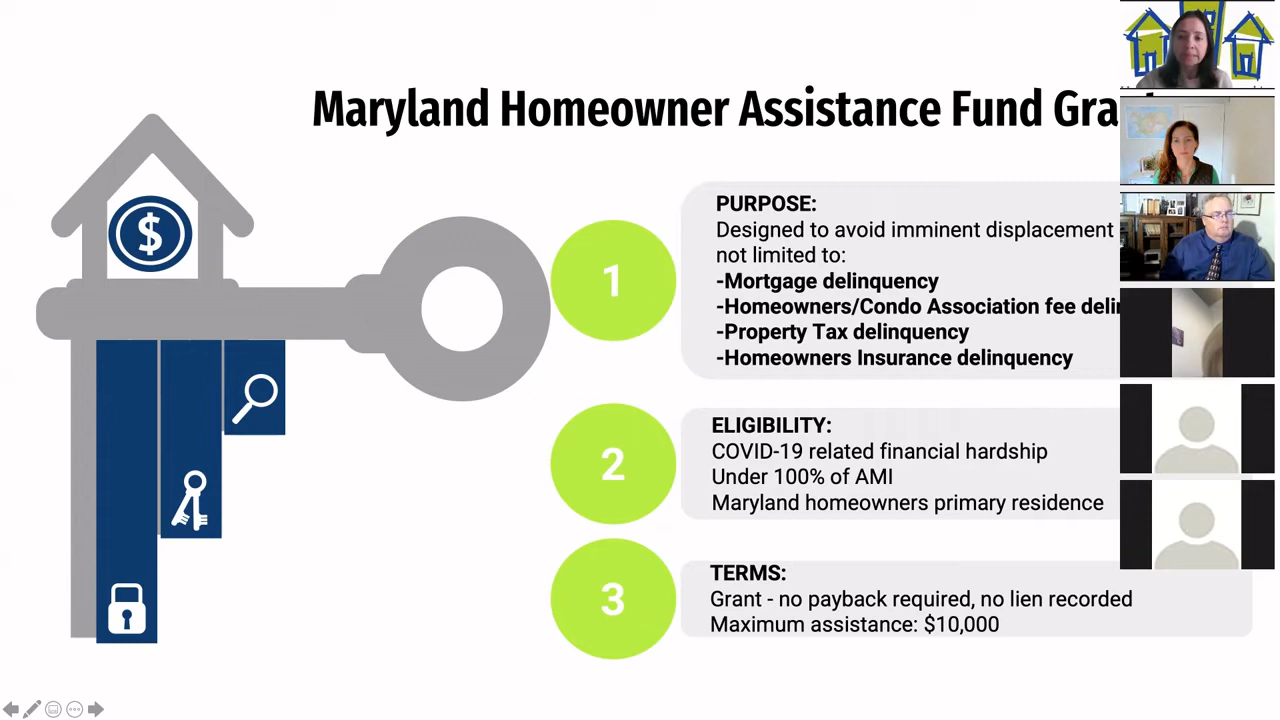 Maryland Homeowner Assistance Fund
1
PURPOSE:
Designed to avoid imminent displacement
not limited to:
-Mortgage delinquency
-Homeowners/Condo Association fee
-Property Tax delinquency
-Homeowners Insurance delinquency
2
ELIGIBILITY:
COVID-19 related financial hardship
Under 100% of AMI
Maryland homeowners primary residence
3
TERMS:
Grant - no payback required, no lien recorded
Maximum assistance: $10,000